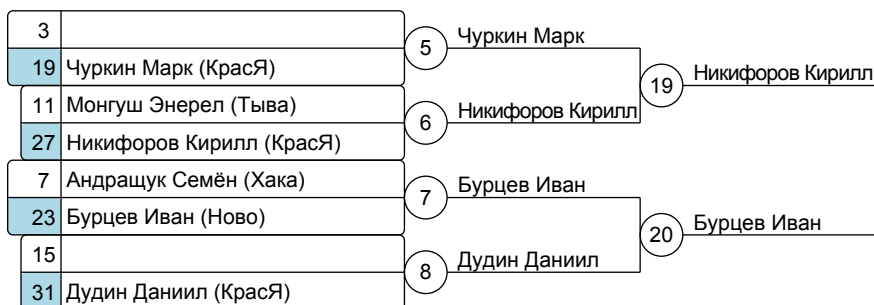 3
19 Чуркин Марк (КрасЯ)
11 Монгуш Энерел (Тыва)
27 Никифоров Кирилл (КрасЯ)
7 Андращук Семён (Хака)
23 Бурцев Иван (Ново)
15
31 Дудин Даниил (КрасЯ)
5 Чуркин Марк
6 Никифоров Кирилл
7 Бурцев Иван
8 Дудин Даниил
19 Никифоров Кирилл
20 Бурцев Иван